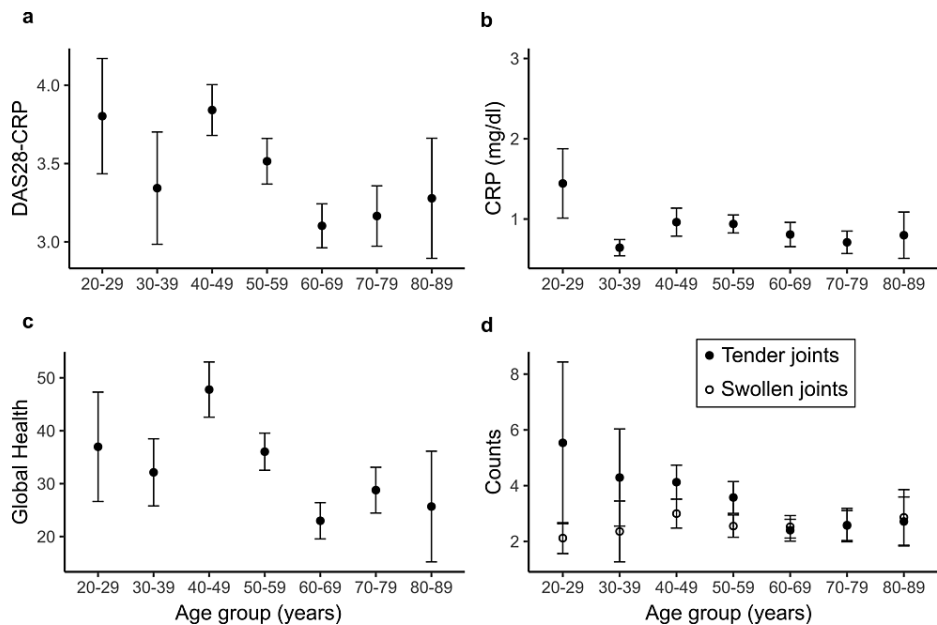 a
DAS28-CRP
4.0
3.5
3.0
20-29 30-39 40-49 50-59 60-69 70-79 80-89
b
CRP (mg/dl)
3
2
1
20-29 30-39 40-49 50-59 60-69 70-79 80-89
c
Global Health
50
40
30
20
20-29 30-39 40-49 50-59 60-69 70-79 80-89
Age group (years)
d
Tender joints
Swollen joints
Counts
8
6
4
2
20-29 30-39 40-49 50-59 60-69 70-79 80-89
Age group (years)